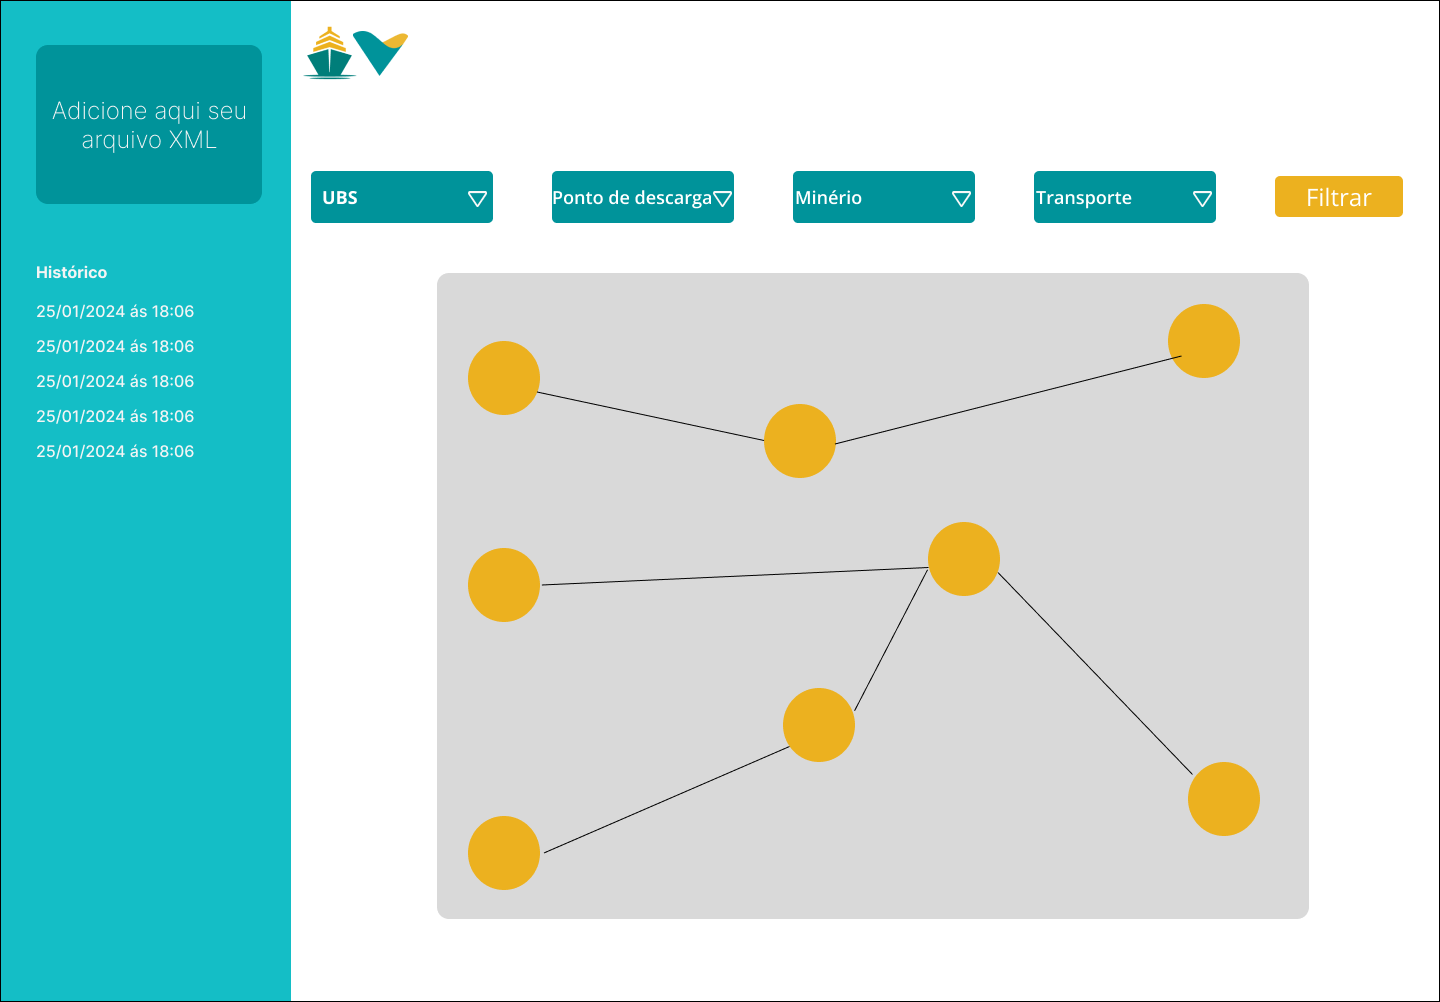 Adicione aqui seu
arquivo XML
UBS
Ponto de descarga
Minério
Transporte
Filtrar
Histórico
25/01/2024 ás 18:06
25/01/2024 ás 18:06
25/01/2024 ás 18:06
25/01/2024 ás 18:06
25/01/2024 ás 18:06